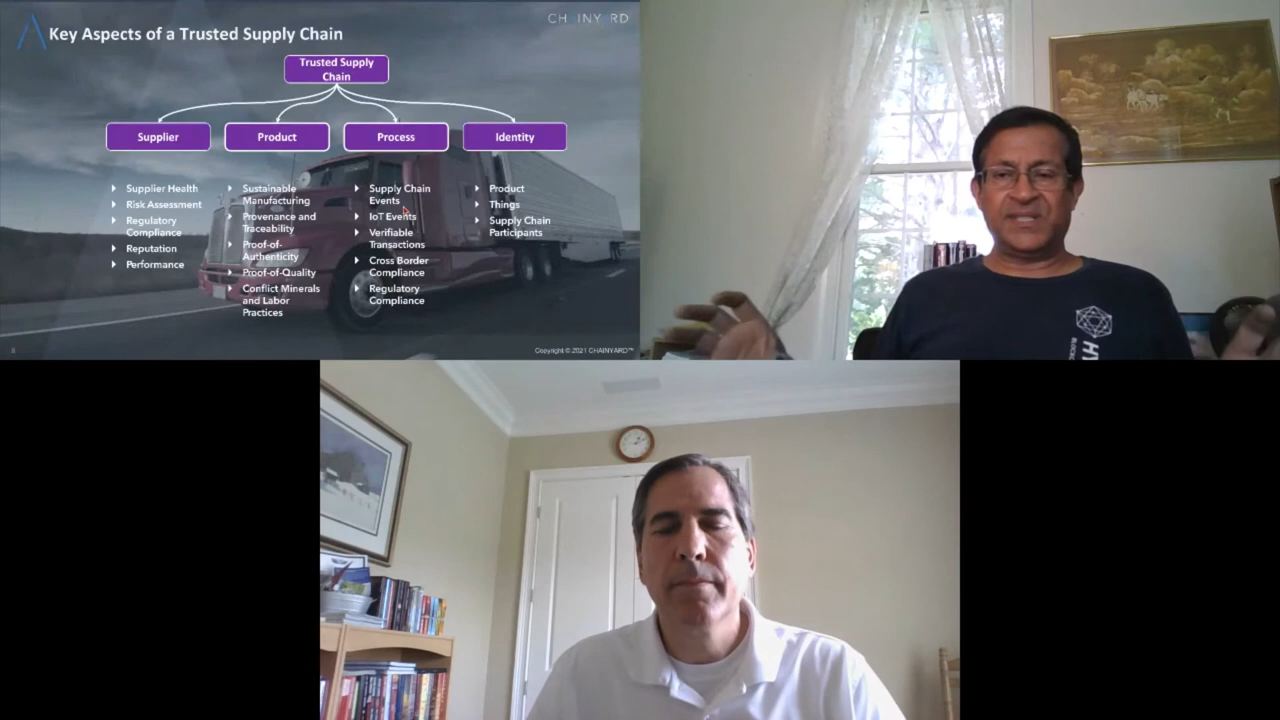 CHAINYARD
Key Aspects of a Trusted Supply Chain
Trusted Supply
Chain
Supplier
Product
Process
Identity
Supplier Health
Risk Assessment
Regulatory
Compliance
Reputation
Performance
Sustainable
Manufacturing
Provenance and
Traceability
Proof-of-
Authenticity
Proof-of-Quality
Conflict Minerals
and Labor
Practices
Supply Chain
Events
IoT Events
Verifiable
Transactions
Cross Border
Compliance
Regulatory
Compliance
Product
Things
Supply Chain
Participants
8
Copyright © 2021 CHAINYARD™